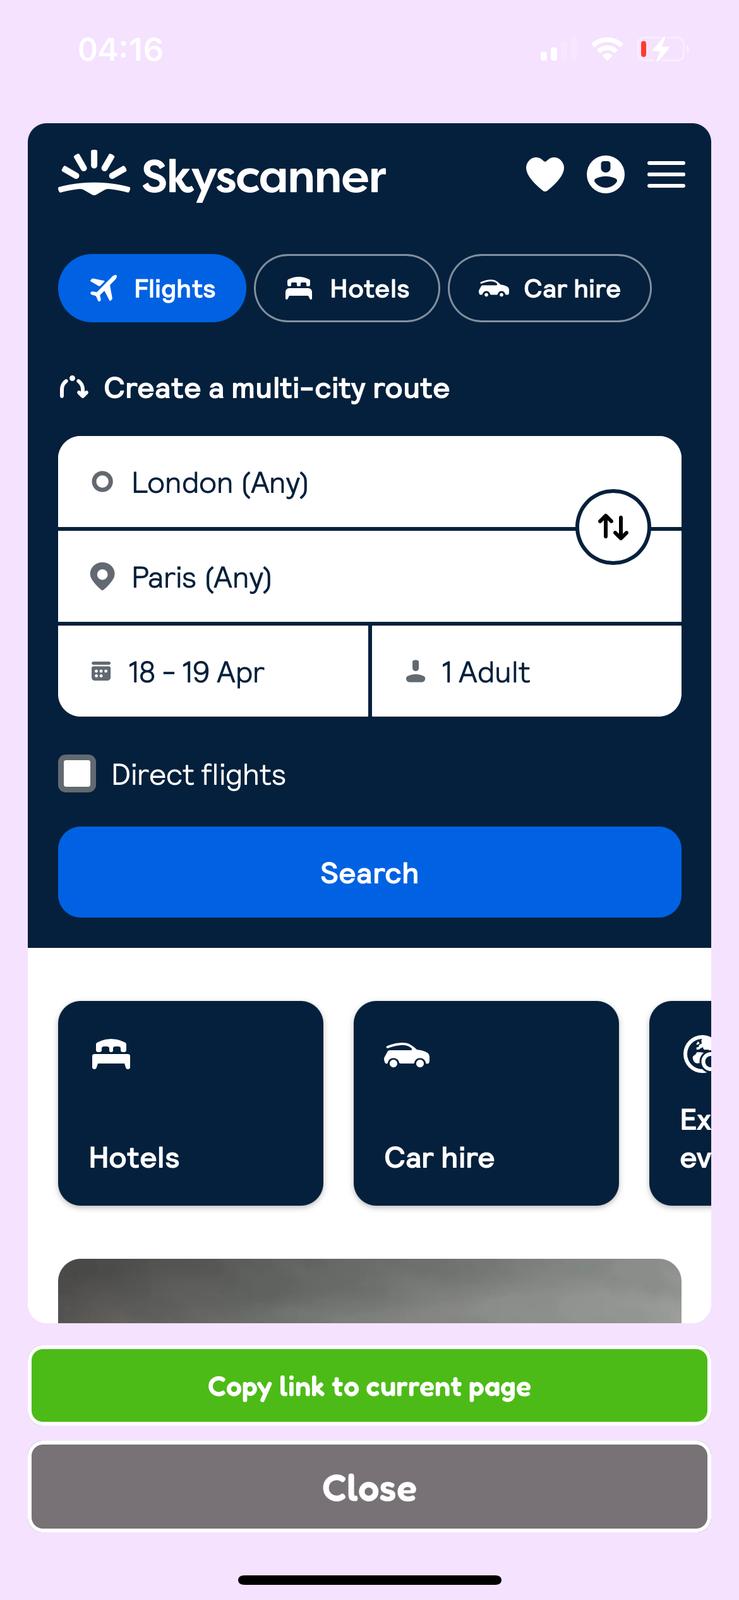 04:16
Skyscanner
Flights
Hotels
Car hire
Create a multi-city route
London (Any)
Paris (Any)
18 - 19 Apr
1 Adult
Direct flights
Search
Hotels
Car hire
Ex
ev
Copy link to current page
Close